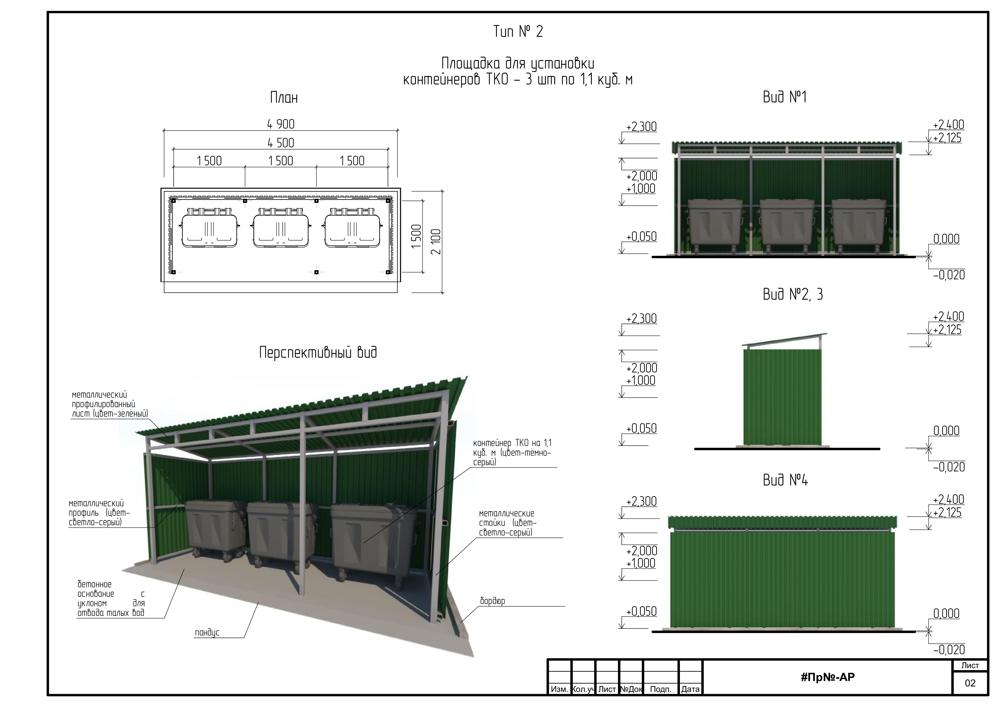 Тип № 2
Площадка для установки
контейнеров ТКО – 3 шт по 1,1 куб. м
План
4 900
4 500
1 500
1 500
1 500
1 500
2 100
Вид №1
+2,300
+2,000
+1,000
+0,050
+2,400
+2,125
0,000
-0,020
Вид №2, 3
+2,300
+2,000
+1,000
+0,050
+2,400
+2,125
0,000
-0,020
Вид №4
+2,300
+2,000
+1,000
+0,050
+2,400
+2,125
0,000
-0,020
Перспективный вид
металлический
профилированный
лист (цвет-зелёный)
металлический
профиль (цвет-
светло-серый)
бетонное
основание с
уклоном для
отвода талых вод
пандус
контейнер ТКО на 1,1
куб. м (цвет-тёмно-
серый)
металлические
стойки (цвет-
светло-серый)
бордюр
Изм. Кол.уч Лист №Док Подп. Дата
#Пр№-АР
Лист
02